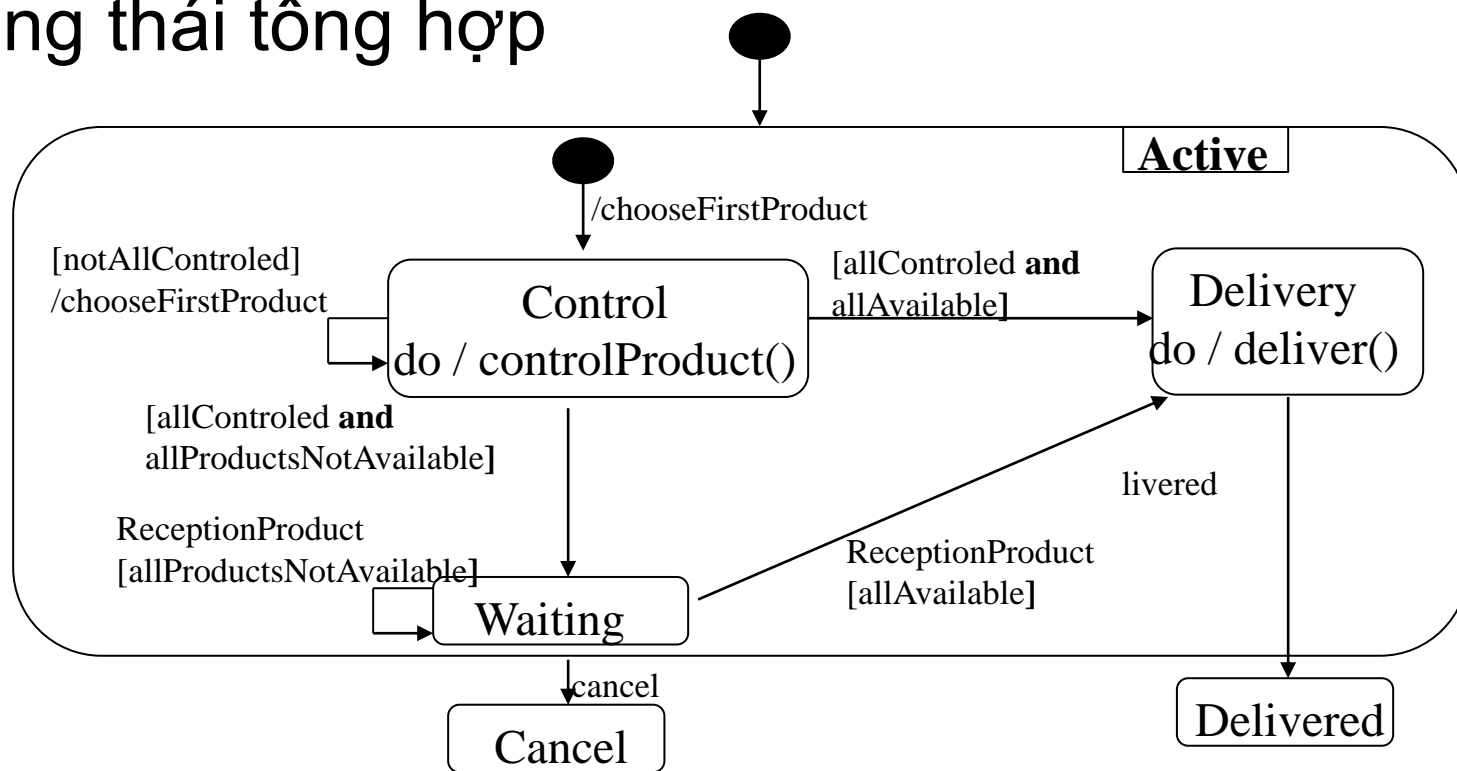 ng thái tổng hợp
Active
/chooseFirstProduct
[notAllControled]
/chooseFirstProduct
Control
do / controlProduct()
[allControled and
allAvailable]
Delivery
do / deliver()
[allControled and
allProductsNotAvailable]
livered
ReceptionProduct
[allProductsNotAvailable]
ReceptionProduct
[allAvailable]
Waiting
cancel
Cancel
Delivered